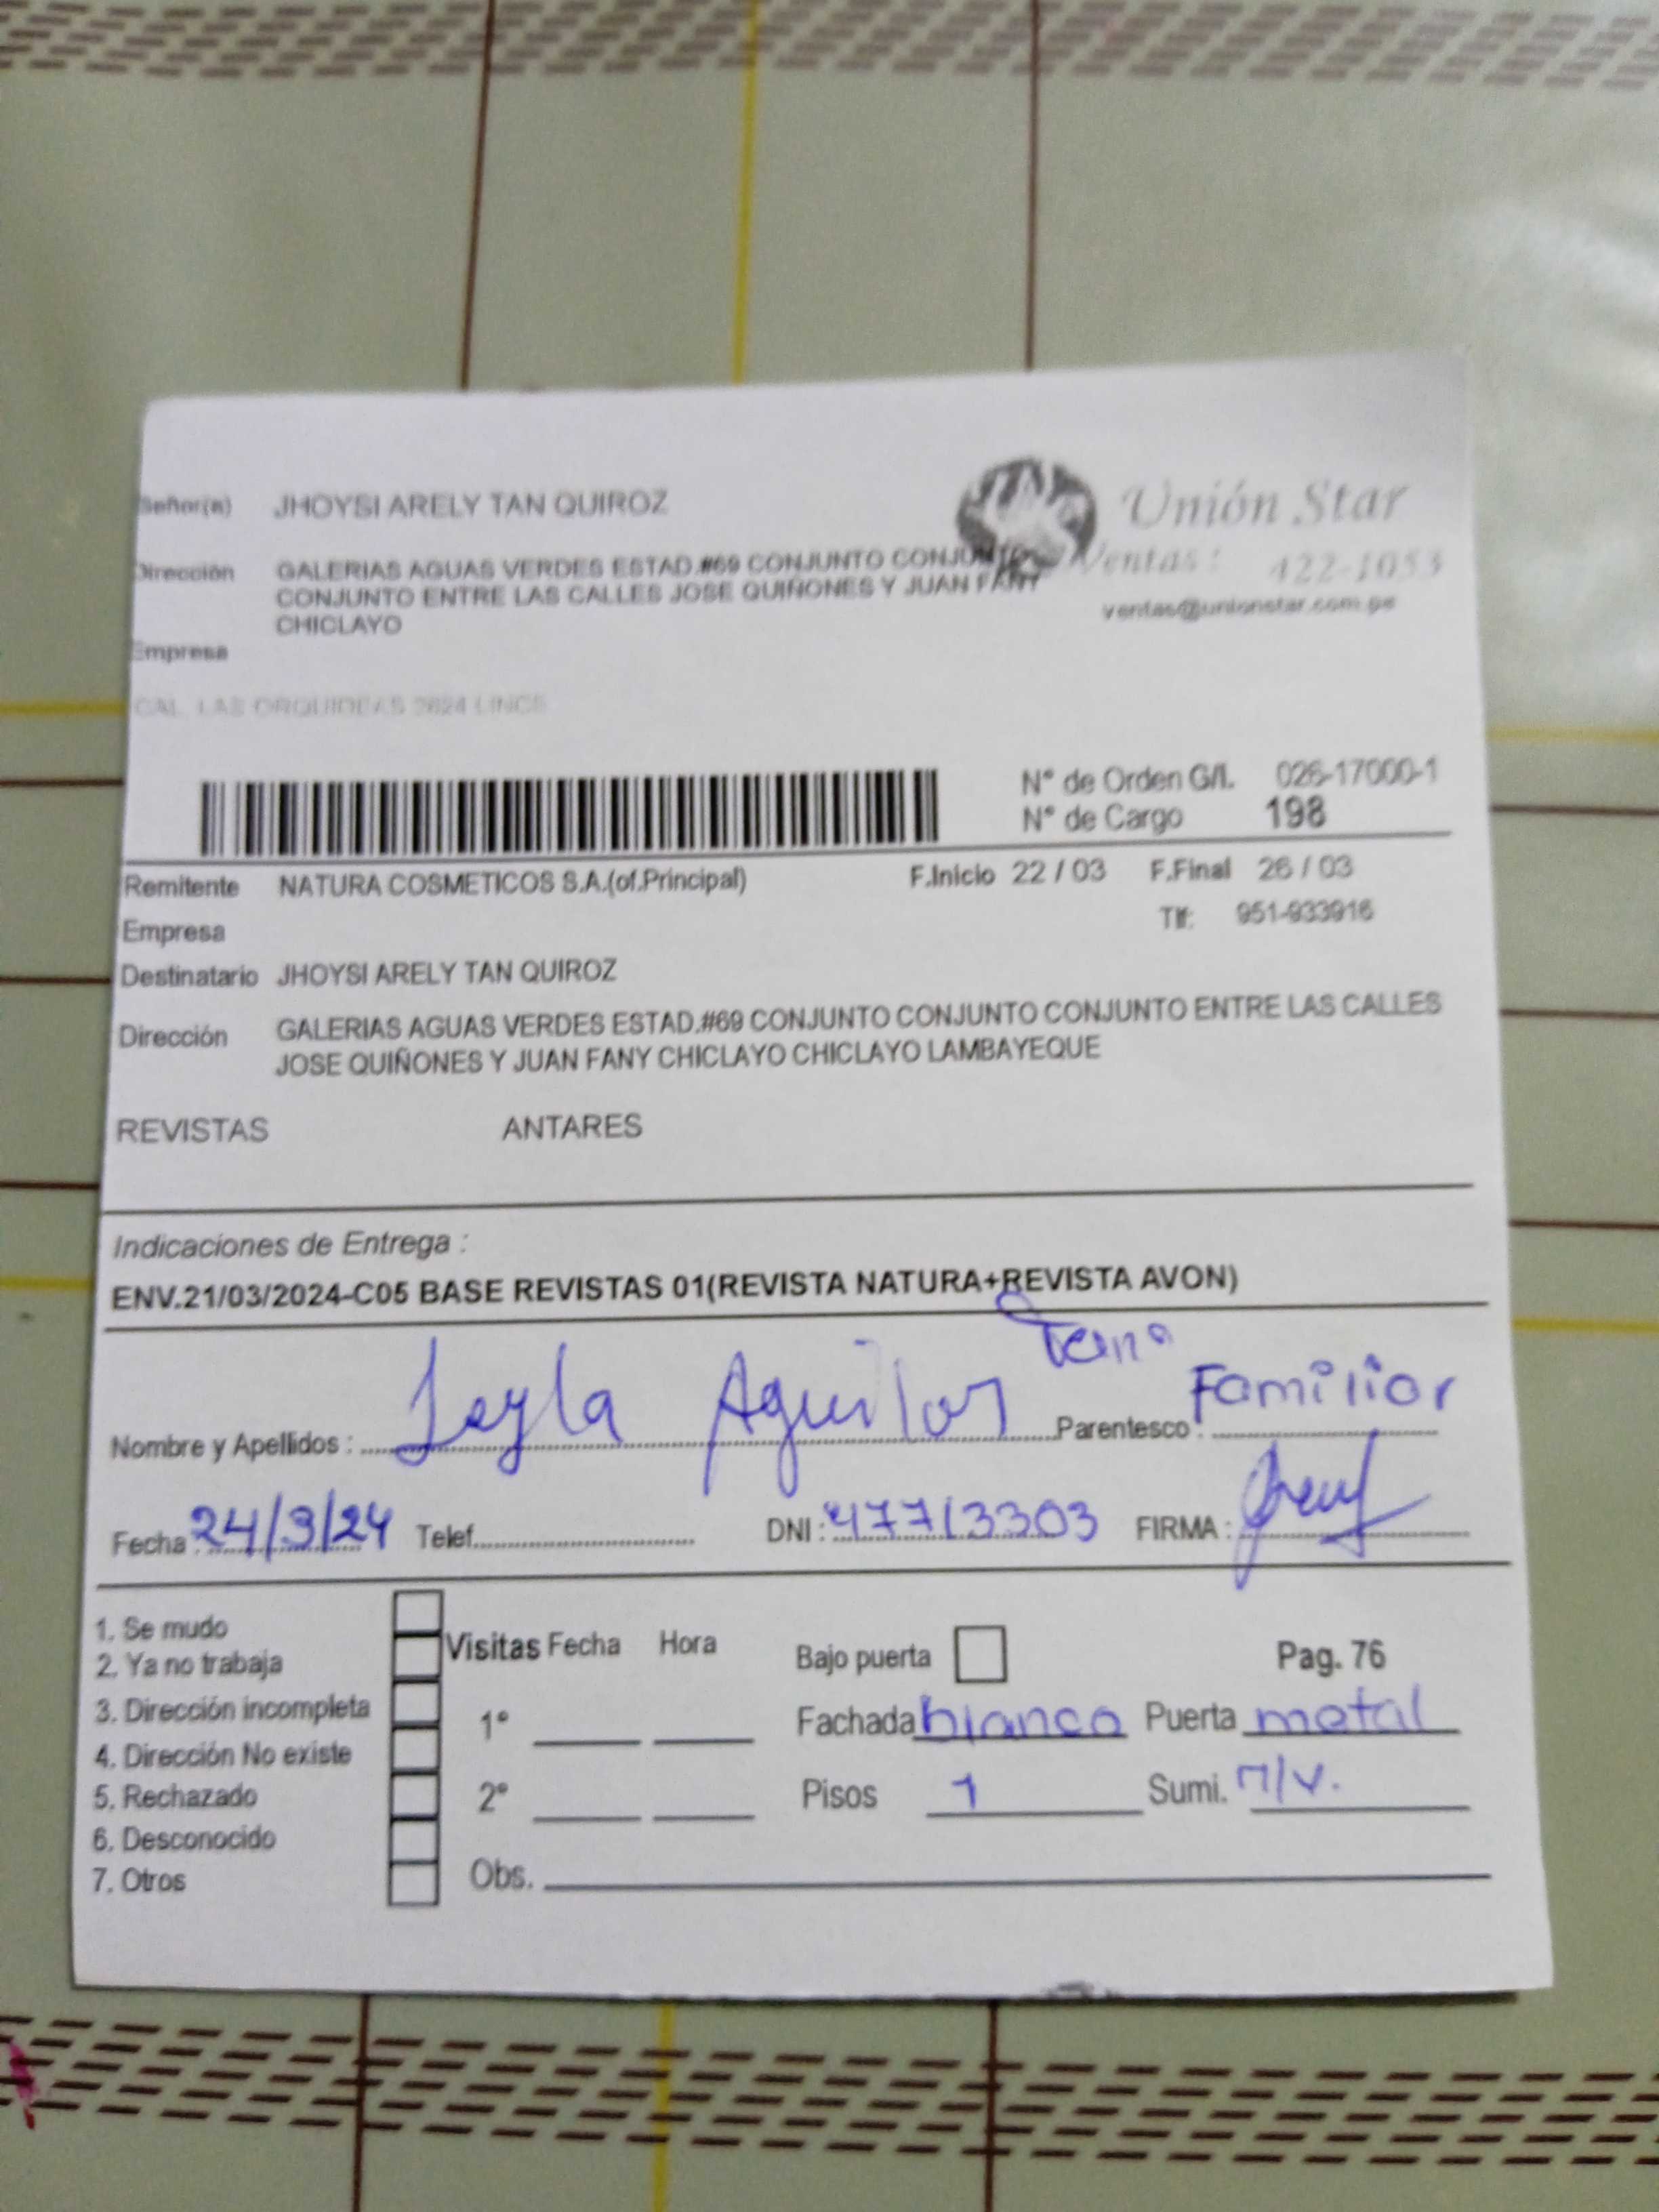 Señor(a) JHOYSI ARELY TAN QUIROZ
Unión Star
Dirección GALERIAS AGUAS VERDES ESTAD.#69 CONJUNTO CONJUNTO
Ventas: 422-1053
CONJUNTO ENTRE LAS CALLES JOSE QUIÑONES Y JUAN FANY
ventas@unionstar.com.pe
CHICLAYO
Empresa
CAL. LAS ORQUIDEAS 2624 LINCE
N° de Orden G/I. 026-17000-1
N° de Cargo 198
Remitente NATURA COSMETICOS S.A.(of.Principal) F.Inicio 22 / 03 F.Final 26 / 03
Empresa Tlf: 951-933916
Destinatario JHOYSI ARELY TAN QUIROZ
Dirección GALERIAS AGUAS VERDES ESTAD.#69 CONJUNTO CONJUNTO CONJUNTO ENTRE LAS CALLES
JOSE QUIÑONES Y JUAN FANY CHICLAYO CHICLAYO LAMBAYEQUE
REVISTAS ANTARES
Indicaciones de Entrega :
ENV.21/03/2024-C05 BASE REVISTAS 01(REVISTA NATURA+REVISTA AVON)
Nombre y Apellidos : Leyla Aguilar Parentesco : Familiar
Fecha : 24/3/24 Telef. DNI : 47713303 FIRMA :
1. Se mudo
2. Ya no trabaja
3. Dirección incompleta
4. Dirección No existe
5. Rechazado
6. Desconocido
7. Otros
Visitas Fecha Hora Bajo puerta Pag. 76
1° Fachada blanco Puerta metal
2° Pisos 1 Sumi. n/v.
Obs.